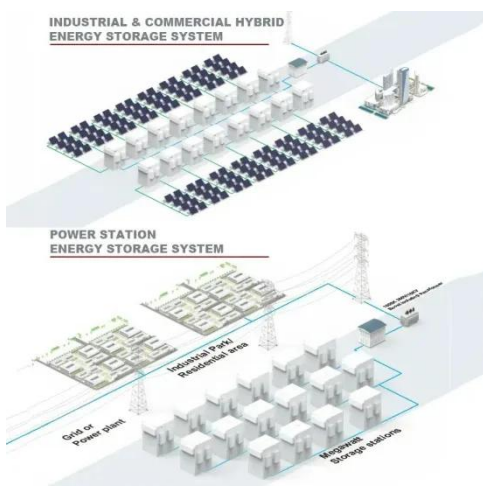 INDUSTRIAL & COMMERCIAL HYBRID
ENERGY STORAGE SYSTEM
POWER STATION
ENERGY STORAGE SYSTEM
Industrial Park/
Residential area
Grid or
Power plant
Megawatt
Storage stations